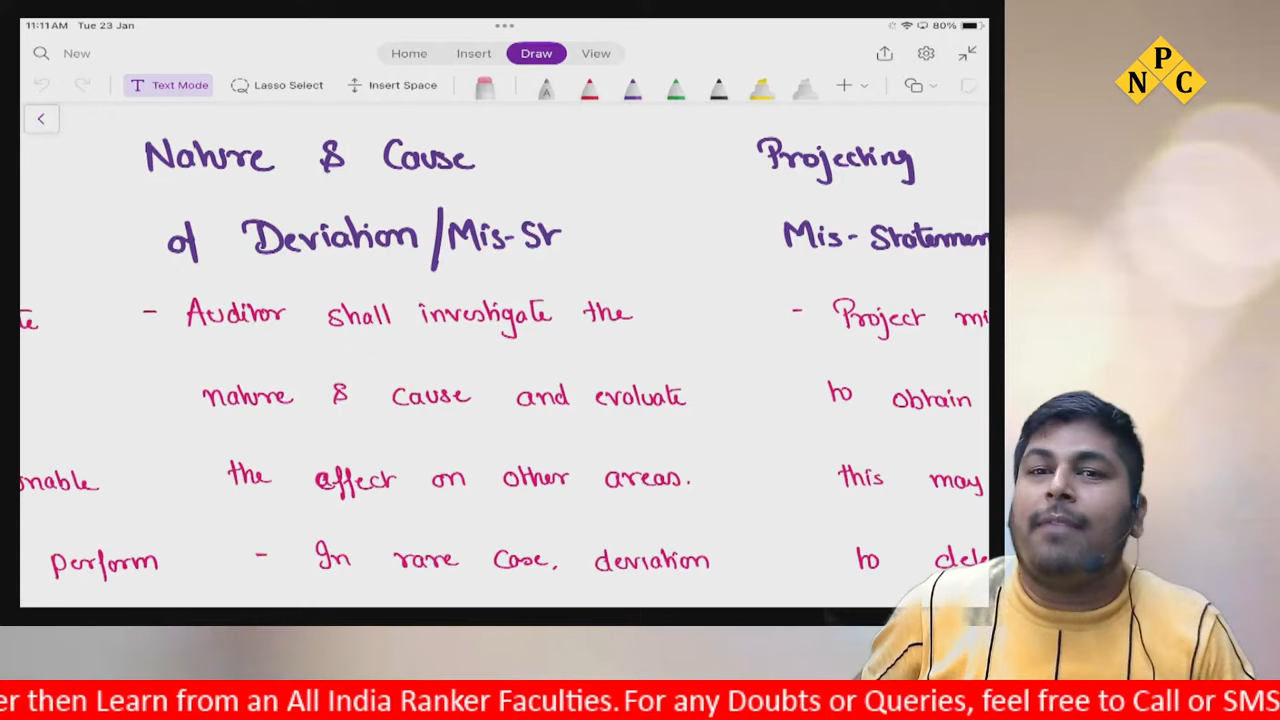 11:11 AM Tue 23 Jan
80%
New
Home Insert Draw View
Text Mode Lasso Select Insert Space
N P C
Nature & Cause
of Deviation/Mis-St
- Auditor shall investigate the
nature & cause and evaluate
the effect on other areas.
- In rare case, deviation
onable
perform
Projecting
Mis-Statemen
- Project mi
to obtain
this may
to
er then Learn from an All India Ranker Faculties. For any Doubts or Queries, feel free to Call or SMS